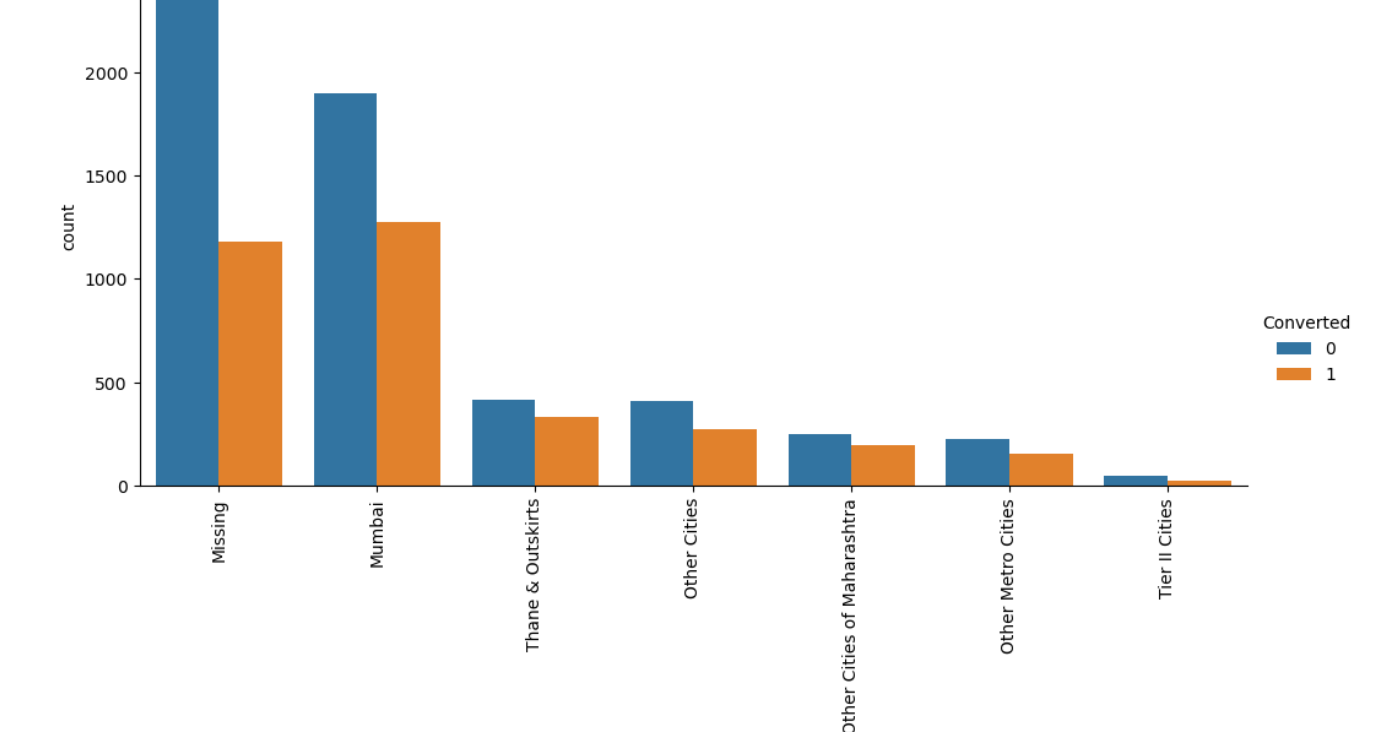 2000
1500
1000
500
0
count
Missing
Mumbai
Thane & Outskirts
Other Cities
Other Cities of Maharashtra
Other Metro Cities
Tier II Cities
Converted
0
1